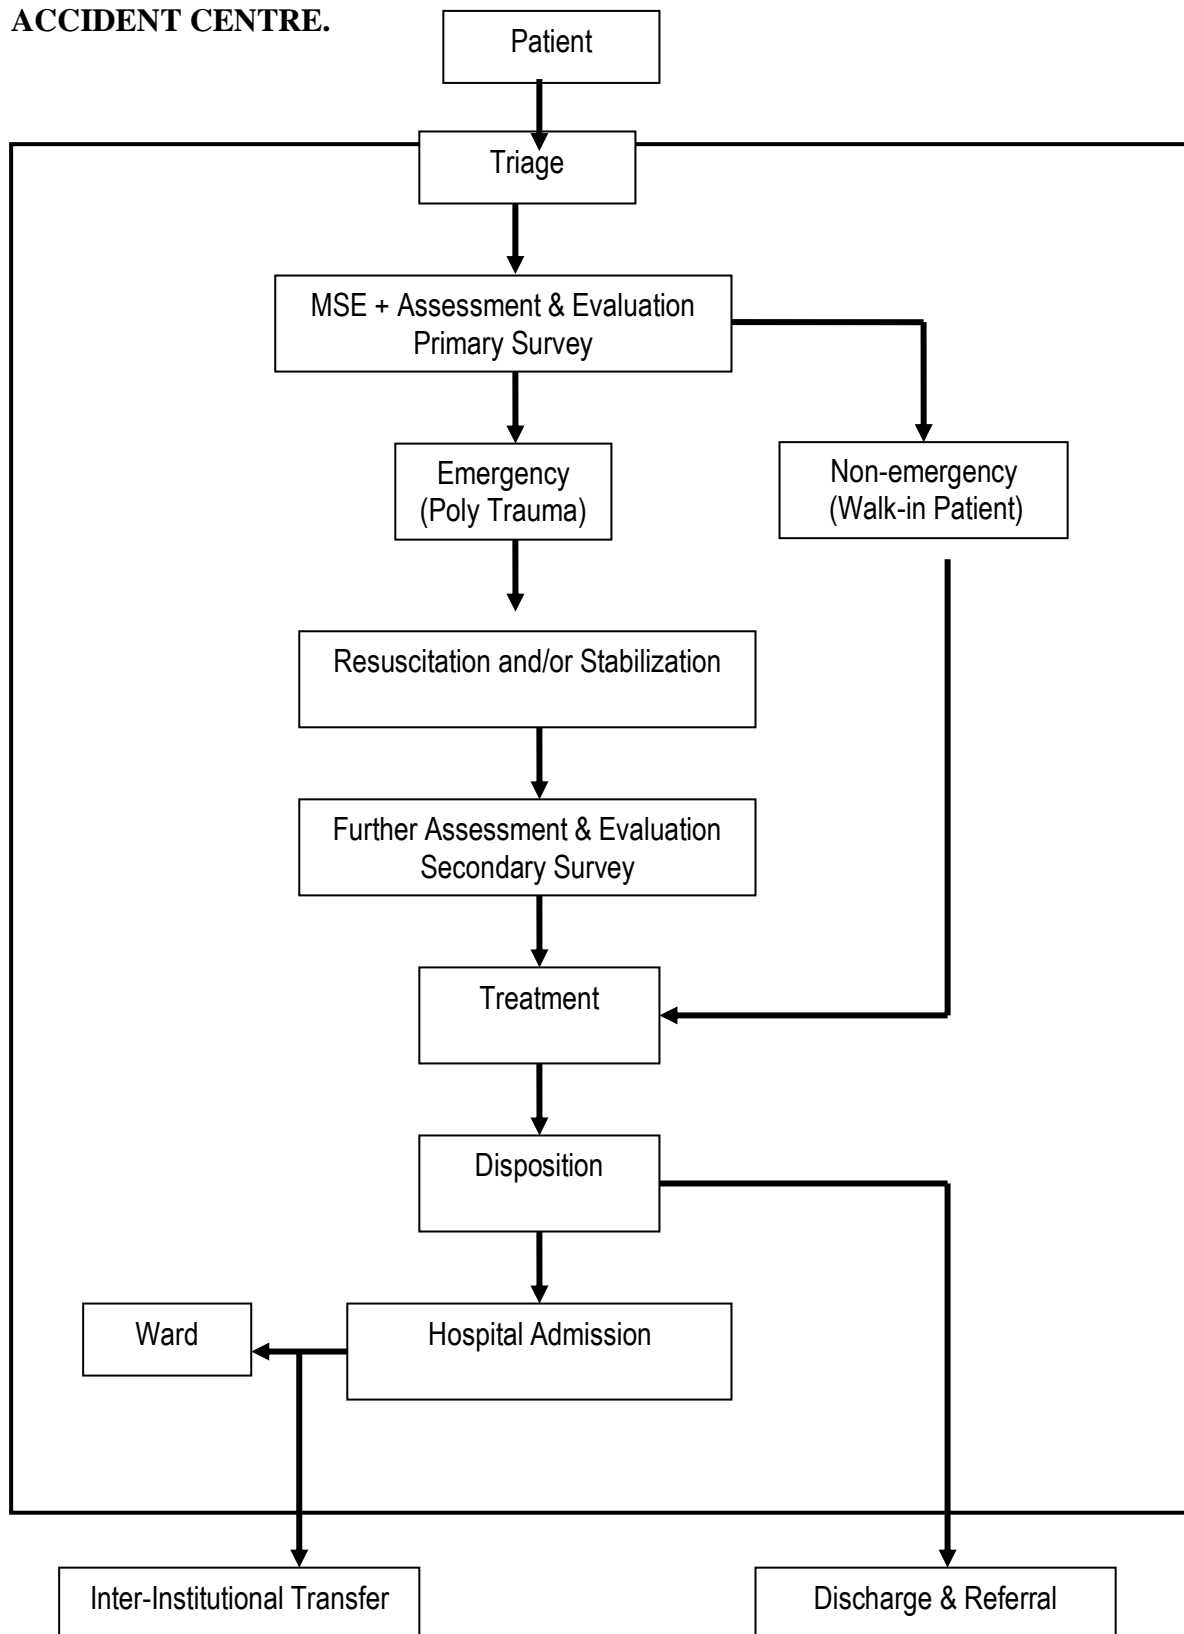 ACCIDENT CENTRE.
Patient
Triage
MSE + Assessment & Evaluation
Primary Survey
Emergency
(Poly Trauma)
Non-emergency
(Walk-in Patient)
Resuscitation and/or Stabilization
Further Assessment & Evaluation
Secondary Survey
Treatment
Disposition
Ward
Hospital Admission
Inter-Institutional Transfer
Discharge & Referral